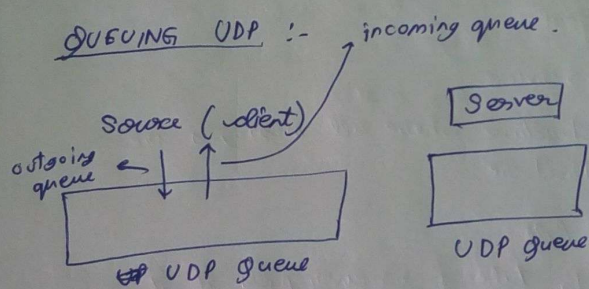 QUEUING UDP :-
incoming queue.
Source (client)
Server
outgoing
queue
UDP queue
UDP queue